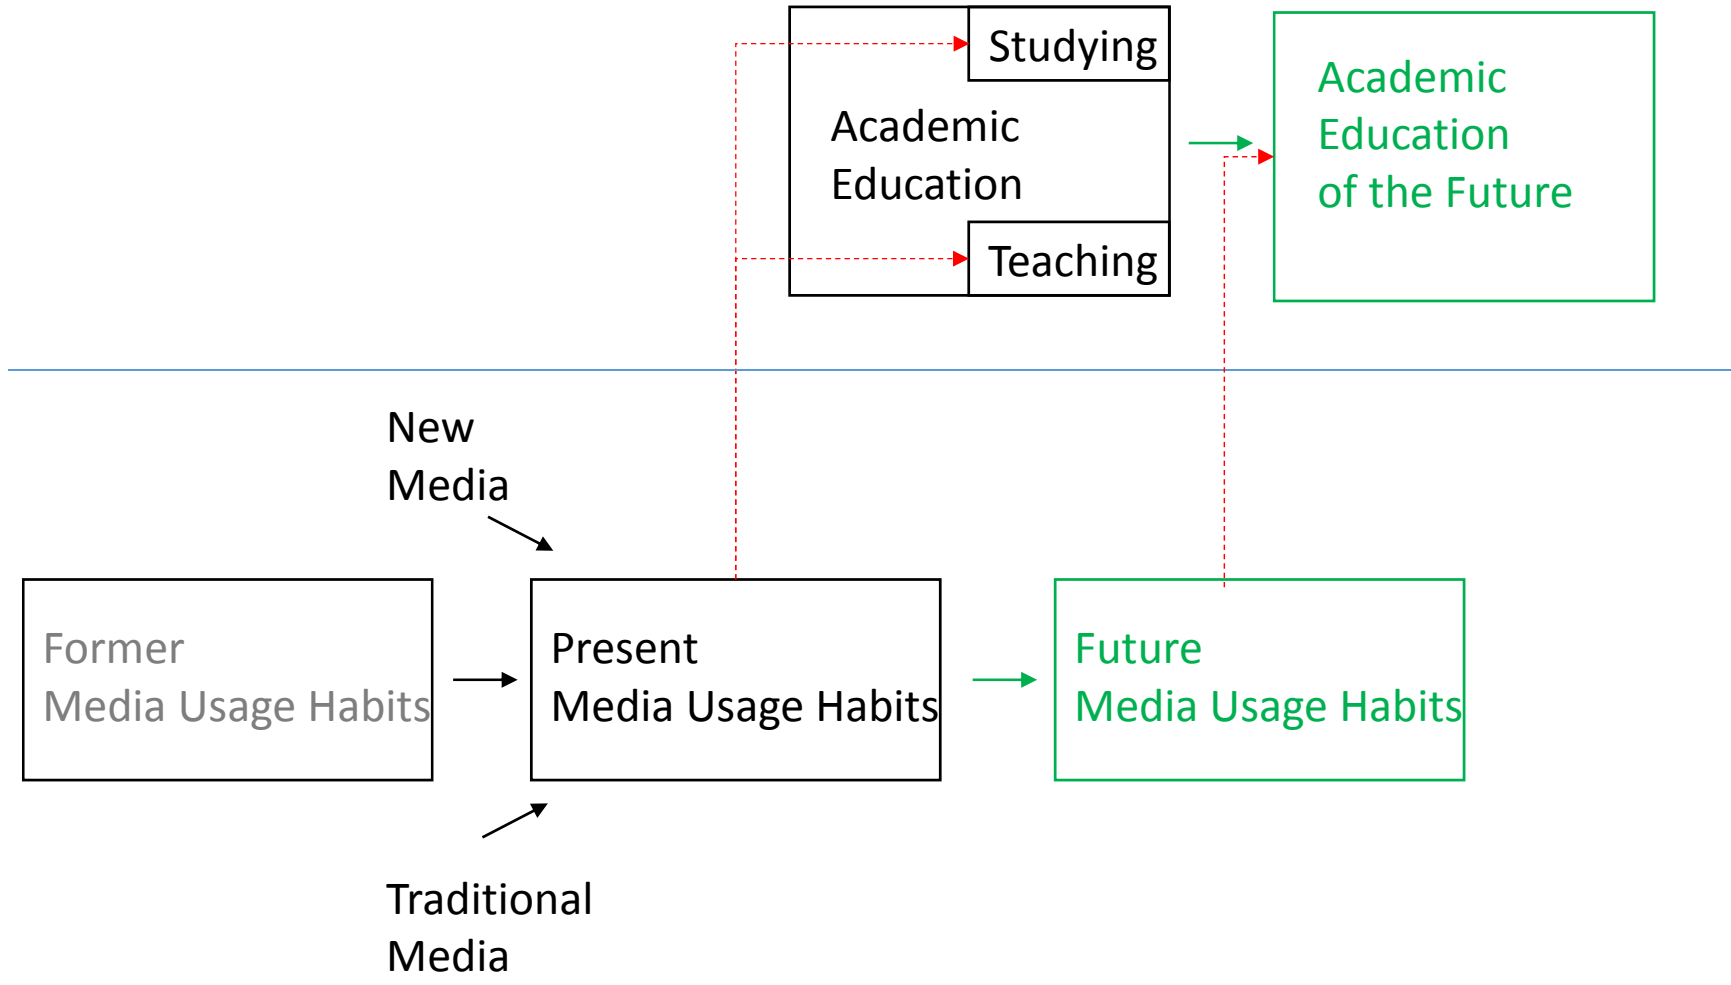 Studying
Academic
Education
Teaching
Academic
Education
of the Future
New
Media
Former
Media Usage Habits
Present
Media Usage Habits
Future
Media Usage Habits
Traditional
Media